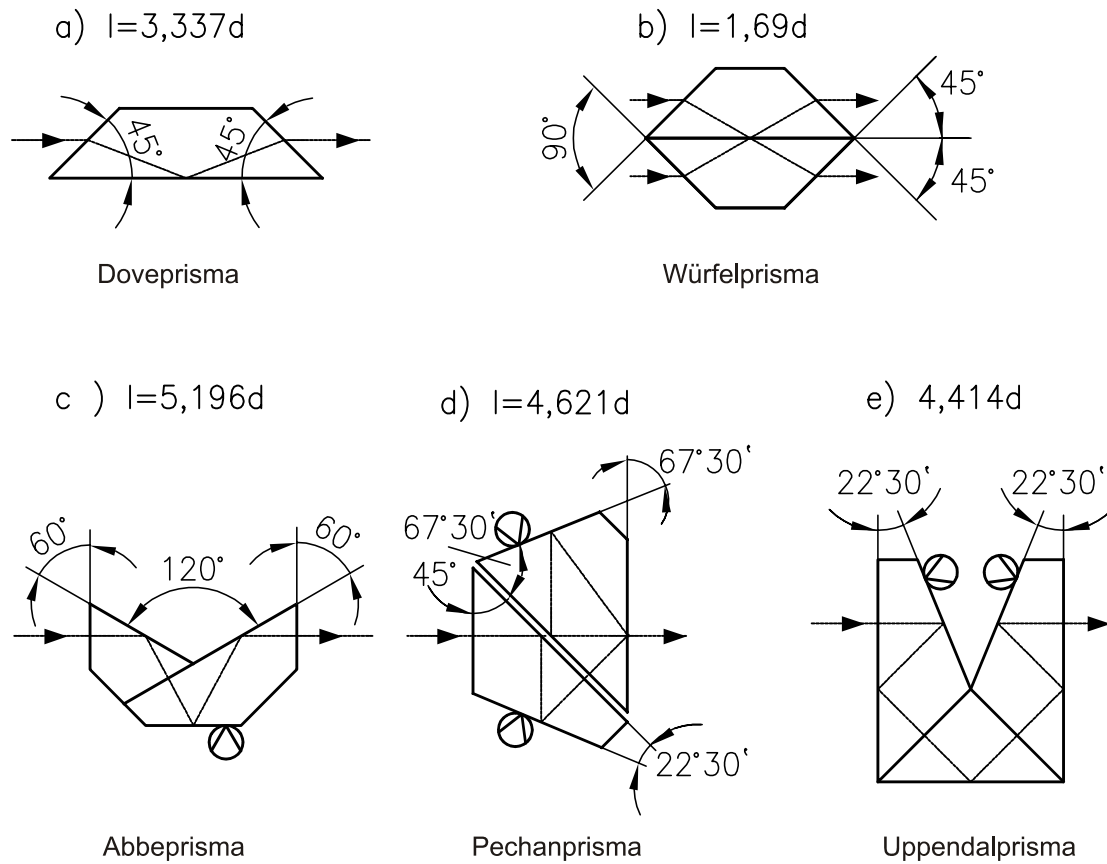 a) l=3,337d
b) l=1,69d
45°
45°
90°
45°
45°
Doveprisma
Würfelprisma
c ) l=5,196d
d) l=4,621d
e) 4,414d
60°
120°
60°
67°30‘
67°30‘
45°
22°30‘
22°30‘
22°30‘
Abbeprisma
Pechanprisma
Uppendalprisma